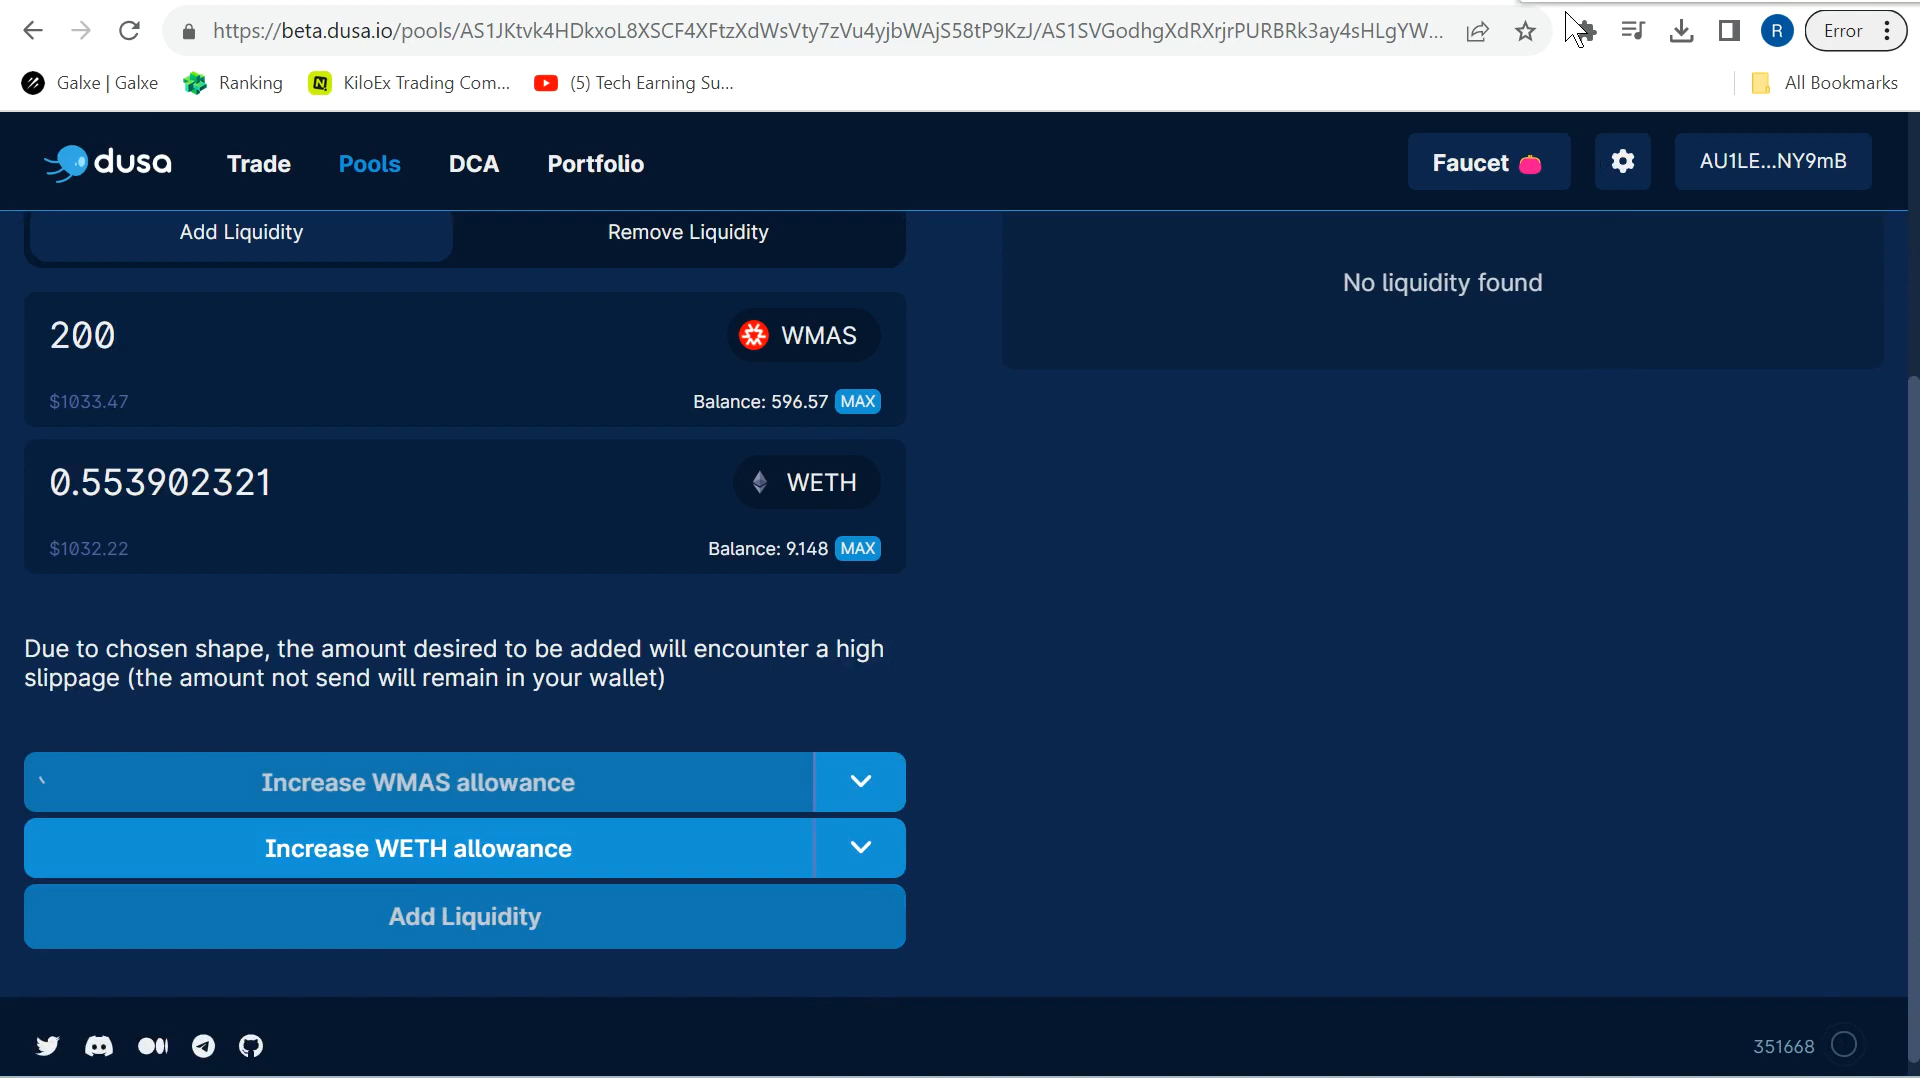 https://beta.dusa.io/pools/AS1JKtvk4HDkxoL8XSCF4XFtzXdWsVty7zVu4yjbWAjS58tP9KzJ/AS1SVGodhgXdRXrjrPURBRk3ay4sHLgYW...
R
Error
Galxe | Galxe
Ranking
KiloEx Trading Com...
(5) Tech Earning Su...
All Bookmarks
dusa
Trade
Pools
DCA
Portfolio
Faucet
AU1LE...NY9mB
Add Liquidity
Remove Liquidity
No liquidity found
200
WMAS
$1033.47
Balance: 596.57 MAX
0.553902321
WETH
$1032.22
Balance: 9.148 MAX
Due to chosen shape, the amount desired to be added will encounter a high
slippage (the amount not send will remain in your wallet)
Increase WMAS allowance
Increase WETH allowance
Add Liquidity
351668